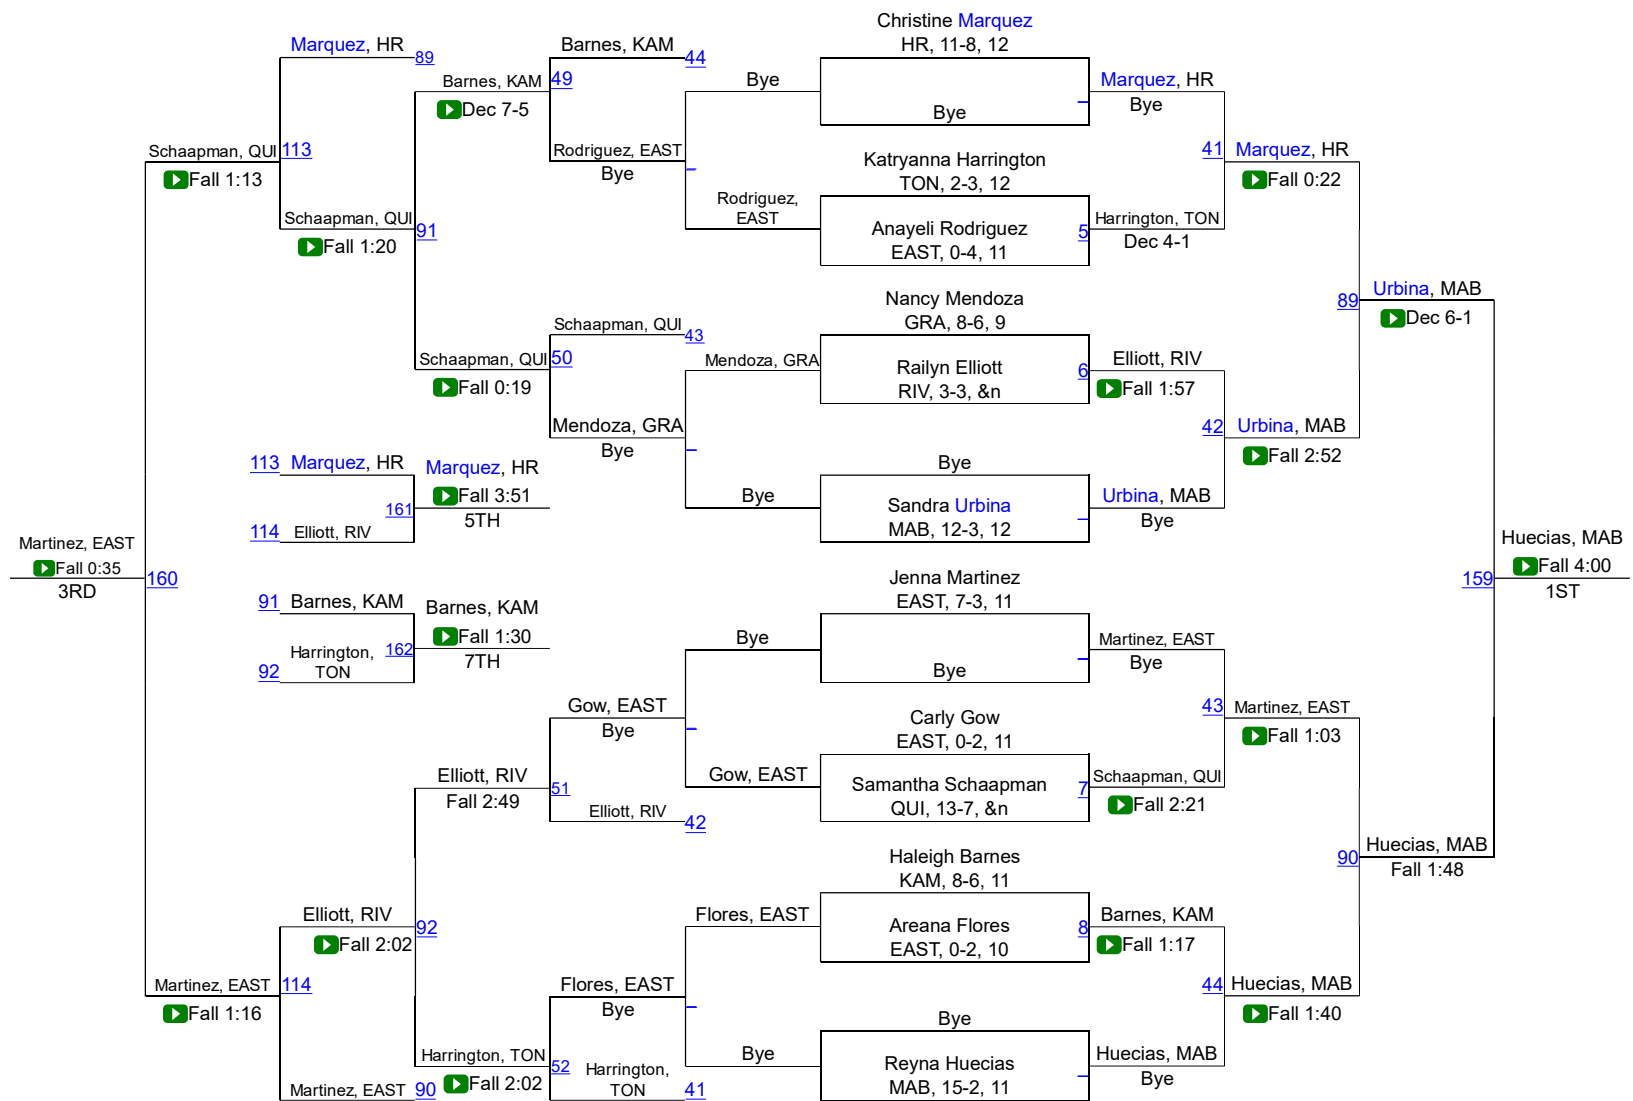 Christine Marquez
HR, 11-8, 12
Marquez, HR
89
Barnes, KAM
44
Barnes, KAM
49
Dec 7-5
Bye
Bye
Marquez, HR
Bye
Schaapman, QUI
113
Fall 1:13
Rodriguez, EAST
Bye
Katryanna Harrington
TON, 2-3, 12
41
Marquez, HR
Fall 0:22
Schaapman, QUI
91
Fall 1:20
Rodriguez,
EAST
Anayeli Rodriguez
EAST, 0-4, 11
5
Harrington, TON
Dec 4-1
Nancy Mendoza
GRA, 8-6, 9
89
Urbina, MAB
Dec 6-1
Schaapman, QUI
43
Schaapman, QUI
50
Fall 0:19
Mendoza, GRA
Railyn Elliott
RIV, 3-3, &n
6
Elliott, RIV
Fall 1:57
Mendoza, GRA
Bye
42
Urbina, MAB
Fall 2:52
113
Marquez, HR
Marquez, HR
Fall 3:51
161
5TH
114
Elliott, RIV
Bye
Bye
Sandra Urbina
MAB, 12-3, 12
Urbina, MAB
Bye
Martinez, EAST
Fall 0:35
3RD
160
Huecias, MAB
159
Fall 4:00
1ST
Jenna Martinez
EAST, 7-3, 11
91
Barnes, KAM
Barnes, KAM
Fall 1:30
162
7TH
92
Harrington,
TON
Bye
Bye
Martinez, EAST
Bye
Gow, EAST
Bye
Carly Gow
EAST, 0-2, 11
43
Martinez, EAST
Fall 1:03
Elliott, RIV
51
Fall 2:49
Gow, EAST
Samantha Schaapman
QUI, 13-7, &n
7
Schaapman, QUI
Fall 2:21
Elliott, RIV
42
Haleigh Barnes
KAM, 8-6, 11
90
Huecias, MAB
Fall 1:48
Elliott, RIV
92
Fall 2:02
Flores, EAST
Areana Flores
EAST, 0-2, 10
8
Barnes, KAM
Fall 1:17
Martinez, EAST
114
Fall 1:16
Flores, EAST
Bye
44
Huecias, MAB
Fall 1:40
Harrington, TON
52
Fall 2:02
Harrington,
TON
41
Bye
Bye
Reyna Huecias
MAB, 15-2, 11
Huecias, MAB
Bye
Martinez, EAST
90